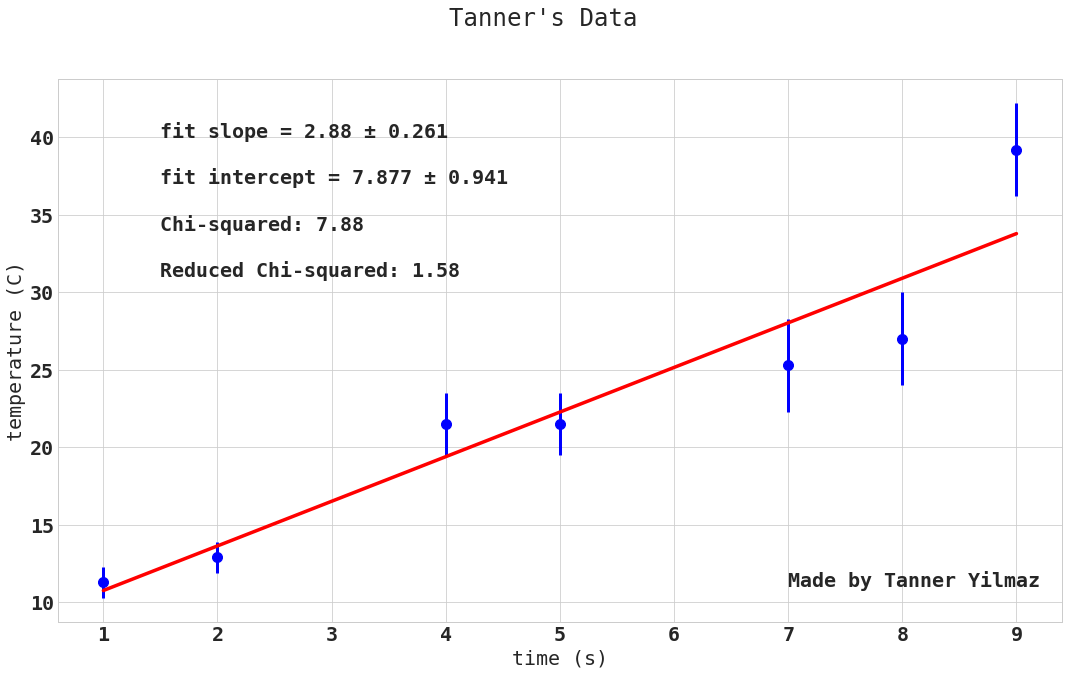 Tanner's Data
fit slope = 2.88 ± 0.261
fit intercept = 7.877 ± 0.941
Chi-squared: 7.88
Reduced Chi-squared: 1.58
Made by Tanner Yilmaz
temperature (C)
40
35
30
25
20
15
10
1 2 3 4 5 6 7 8 9
time (s)